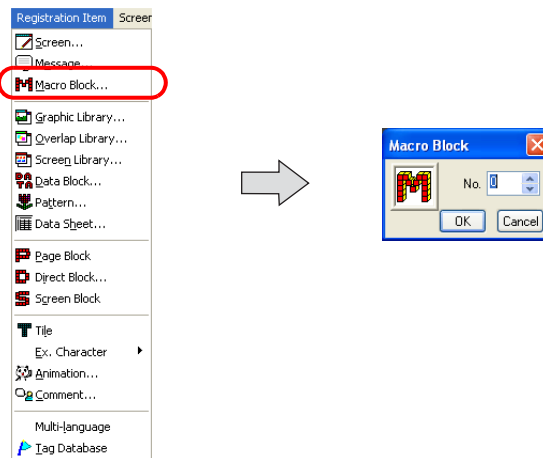 Registration Item Screen
Screen...
Message...
Macro Block...
Graphic Library...
Overlap Library...
Screen Library...
Data Block...
Pattern...
Data Sheet...
Page Block
Direct Block...
Screen Block
Tile
Ex. Character
Animation...
Comment...
Multi-language
Tag Database
Macro Block
No. 0
OK Cancel